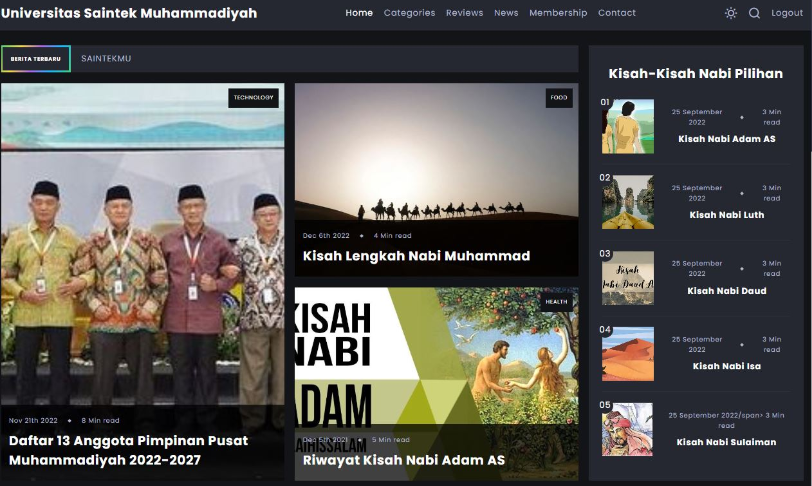 Universitas Saintek Muhammadiyah
Home Categories Reviews News Membership Contact
Logout
BERITA TERBARU
SAINTEKMU
TECHNOLOGY
Nov 21th 2022 • 8 Min read
Daftar 13 Anggota Pimpinan Pusat
Muhammadiyah 2022-2027
FOOD
Dec 6th 2022 • 4 Min read
Kisah Lengkah Nabi Muhammad
HEALTH
KISAH
NABI
ADAM
Dec 5th 2021 • 5 Min read
Riwayat Kisah Nabi Adam AS
Kisah-Kisah Nabi Pilihan
01
25 September
2022
3 Min
read
Kisah Nabi Adam AS
02
25 September
2022
3 Min
read
Kisah Nabi Luth
03
Kisah
Nabi Daud A
25 September
2022
3 Min
read
Kisah Nabi Daud
04
25 September
2022
3 Min
read
Kisah Nabi Isa
05
25 September 2022/span> 3 Min
read
Kisah Nabi Sulaiman